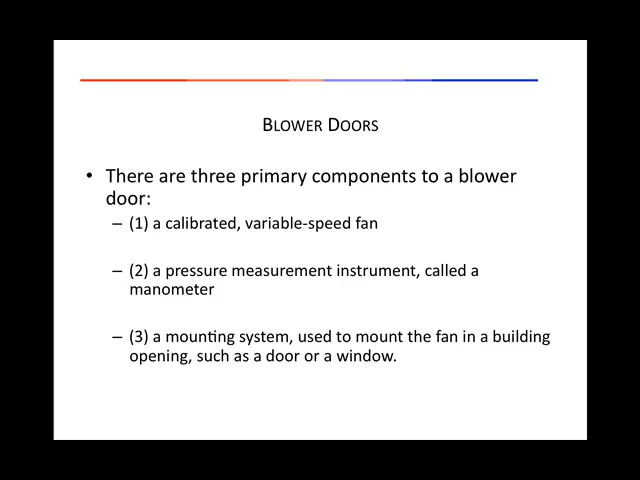 BLOWER DOORS
• There are three primary components to a blower
door:
– (1) a calibrated, variable-speed fan
– (2) a pressure measurement instrument, called a
manometer
– (3) a mounting system, used to mount the fan in a building
opening, such as a door or a window.